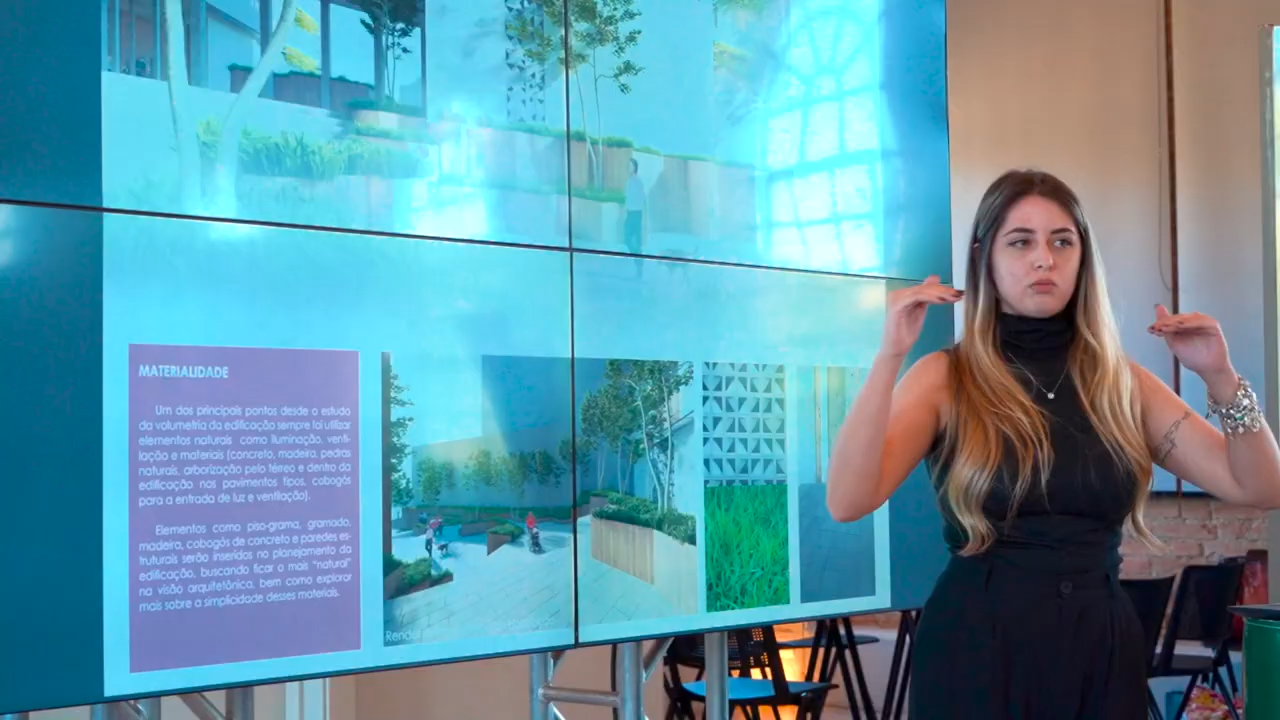 MATERIALIDADE
Um dos principais pontos desde o estudo
da volumetria da edificação sempre foi utilizar
elementos naturais como iluminação, venti-
lação e materiais (concreto, madeira, pedras
naturais, arborização pelo térreo e dentro da
edificação nos pavimentos tipos, cobogós
para a entrada de luz e ventilação).
Elementos como piso-grama, gramado,
madeira, cobogós de concreto e paredes es-
truturais serão inseridos no planejamento da
edificação, buscando ficar o mais "natural"
na visão arquitetônica, bem como explorar
mais sobre a simplicidade desses materiais.